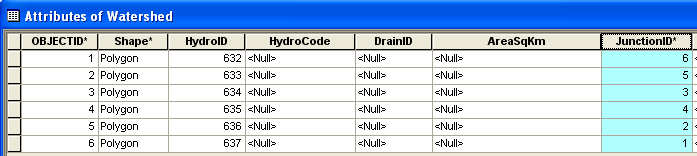 Attributes of Watershed
OBJECTID* Shape* HydroID HydroCode DrainID AreaSqKm JunctionID*
1 Polygon 632 <Null> <Null> <Null> 6 <
2 Polygon 633 <Null> <Null> <Null> 5 <
3 Polygon 634 <Null> <Null> <Null> 3 <
4 Polygon 635 <Null> <Null> <Null> 4 <
5 Polygon 636 <Null> <Null> <Null> 2 <
6 Polygon 637 <Null> <Null> <Null> 1 <